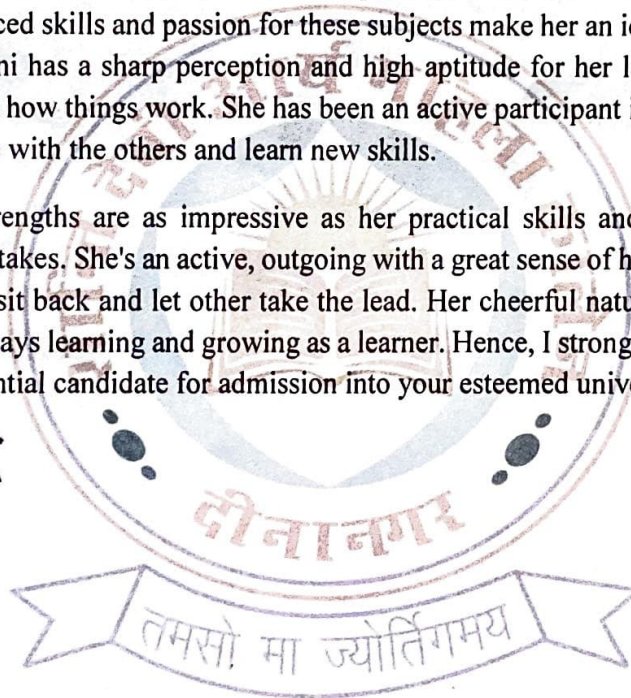 ced skills and passion for these subjects make her an i
ni has a sharp perception and high aptitude for her l
how things work. She has been an active participant i
with the others and learn new skills.
rengths are as impressive as her practical skills and
takes. She's an active, outgoing with a great sense of h
sit back and let other take the lead. Her cheerful natu
ays learning and growing as a learner. Hence, I strong
ntial candidate for admission into your esteemed unive
दीनानगर
तमसो मा ज्योर्तिगमय